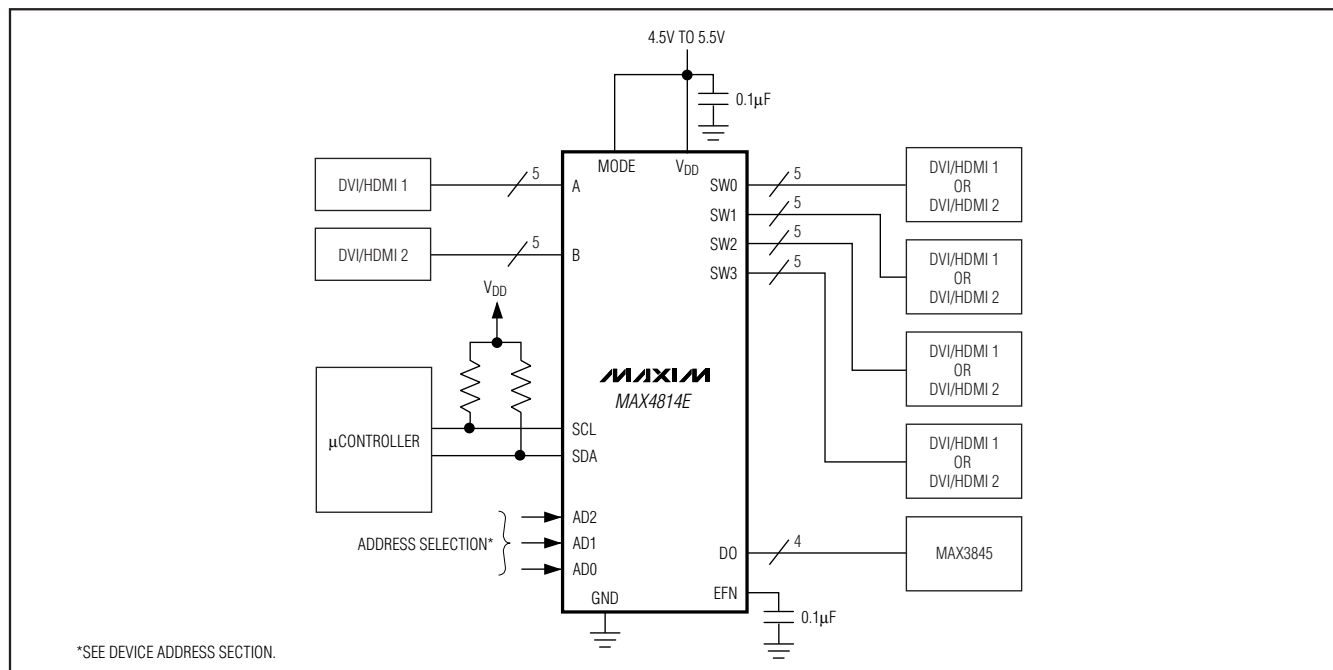 4.5V TO 5.5V
0.1µF
MODE
VDD
DVI/HDMI 1
5
A
DVI/HDMI 2
5
B
VDD
µCONTROLLER
SCL
SDA
ADDRESS SELECTION*
AD2
AD1
AD0
GND
MAXIM
MAX4814E
SW0
5
SW1
5
SW2
5
SW3
5
DVI/HDMI 1
OR
DVI/HDMI 2
DVI/HDMI 1
OR
DVI/HDMI 2
DVI/HDMI 1
OR
DVI/HDMI 2
DVI/HDMI 1
OR
DVI/HDMI 2
DO
4
MAX3845
EFN
0.1µF
*SEE DEVICE ADDRESS SECTION.